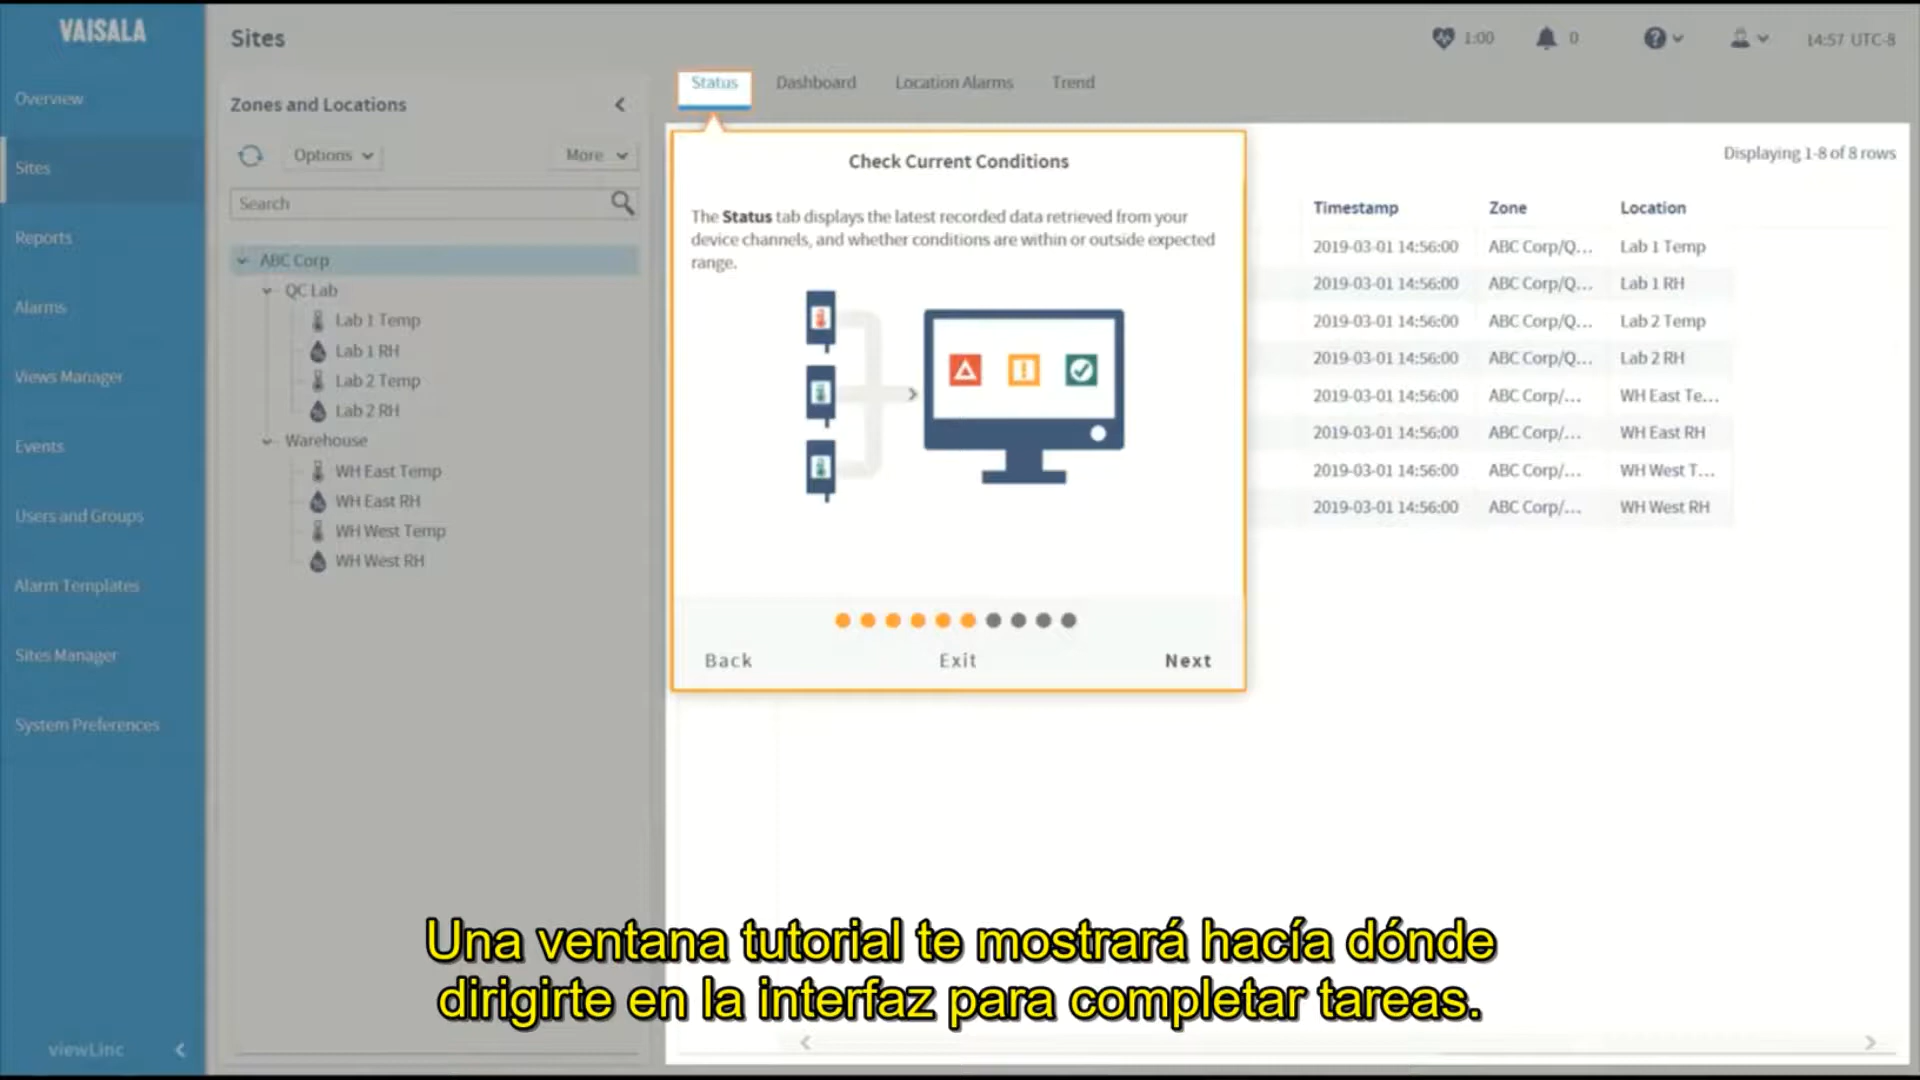 VAISALA
Overview
Sites
Reports
Alarms
Views Manager
Events
Users and Groups
Alarm Templates
Sites Manager
System Preferences
viewLinc
Sites
1:00
0
14:57 UTC-8
Zones and Locations
Options
More
Search
ABC Corp
QC Lab
Lab 1 Temp
Lab 1 RH
Lab 2 Temp
Lab 2 RH
Warehouse
WH East Temp
WH East RH
WH West Temp
WH West RH
Status Dashboard Location Alarms Trend
Check Current Conditions
The Status tab displays the latest recorded data retrieved from your
device channels, and whether conditions are within or outside expected
range.
Back Exit Next
Displaying 1-8 of 8 rows
Timestamp Zone Location
2019-03-01 14:56:00 ABC Corp/Q... Lab 1 Temp
2019-03-01 14:56:00 ABC Corp/Q... Lab 1 RH
2019-03-01 14:56:00 ABC Corp/Q... Lab 2 Temp
2019-03-01 14:56:00 ABC Corp/Q... Lab 2 RH
2019-03-01 14:56:00 ABC Corp/... WH East Te...
2019-03-01 14:56:00 ABC Corp/... WH East RH
2019-03-01 14:56:00 ABC Corp/... WH West T...
2019-03-01 14:56:00 ABC Corp/... WH West RH
Una ventana tutorial te mostrará hacía dónde
dirigirte en la interfaz para completar tareas.